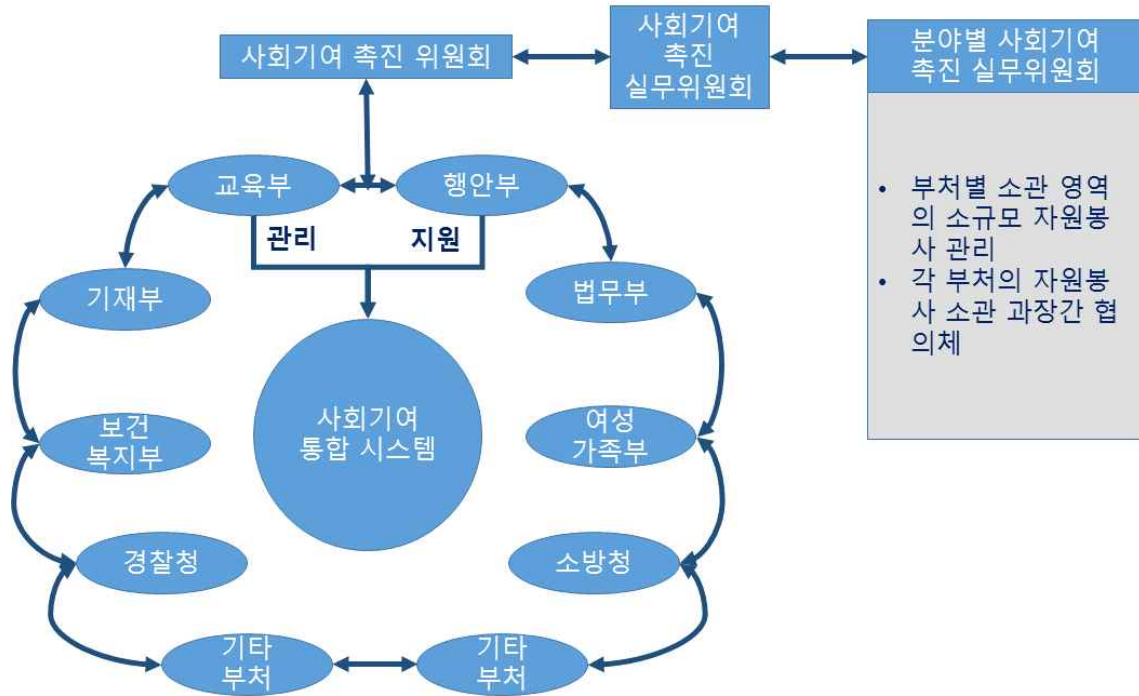 사회기여 촉진 위원회
사회기여
촉진
실무위원회
분야별 사회기여
촉진 실무위원회
• 부처별 소관 영역
의 소규모 자원봉
사 관리
• 각 부처의 자원봉
사 소관 과장간 협
의체
교육부
행안부
관리
지원
기재부
법무부
사회기여
통합 시스템
보건
복지부
여성
가족부
경찰청
소방청
기타
부처
기타
부처